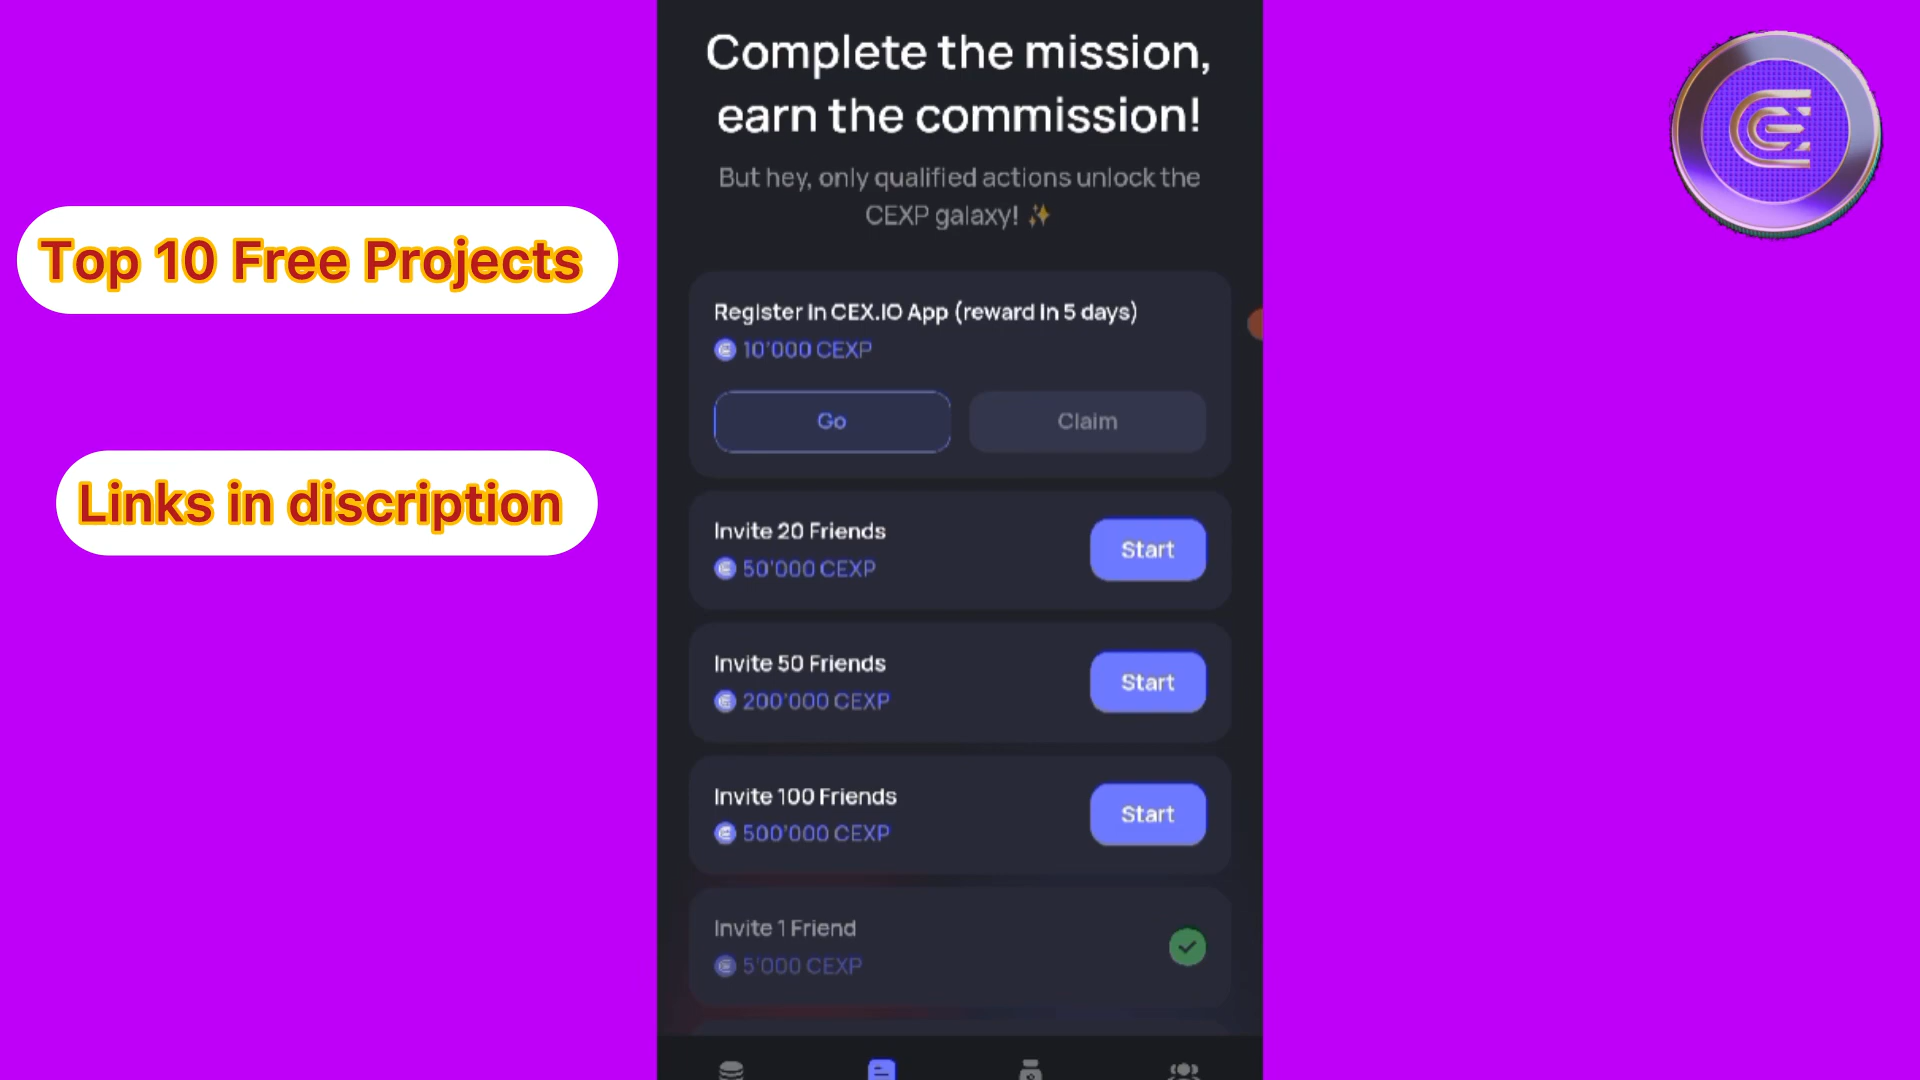 Complete the mission,
earn the commission!
But hey, only qualified actions unlock the
CEXP galaxy! ✨
Top 10 Free Projects
Links in discription
Register in CEX.IO App (reward in 5 days)
10'000 CEXP
Go
Claim
Invite 20 Friends
50'000 CEXP
Start
Invite 50 Friends
200'000 CEXP
Start
Invite 100 Friends
500'000 CEXP
Start
Invite 1 Friend
5'000 CEXP